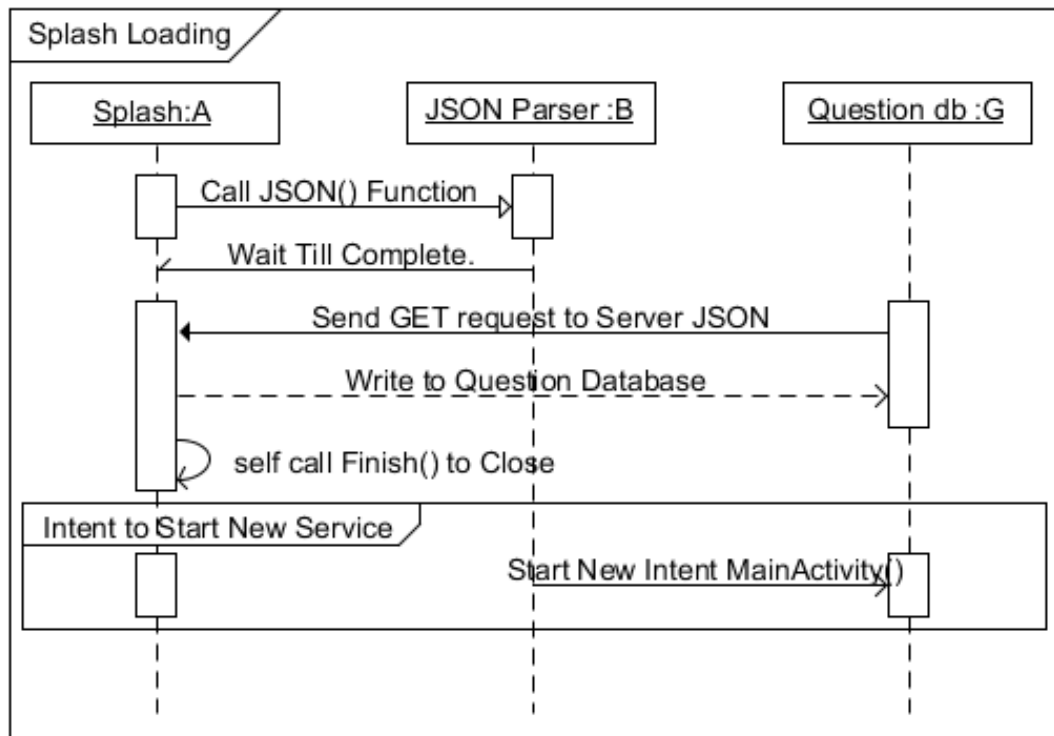 Splash Loading
Splash:A
JSON Parser :B
Question db :G
Call JSON() Function
Wait Till Complete.
Send GET request to Server JSON
Write to Question Database
self call Finish() to Close
Intent to Start New Service
Start New Intent MainActivity()